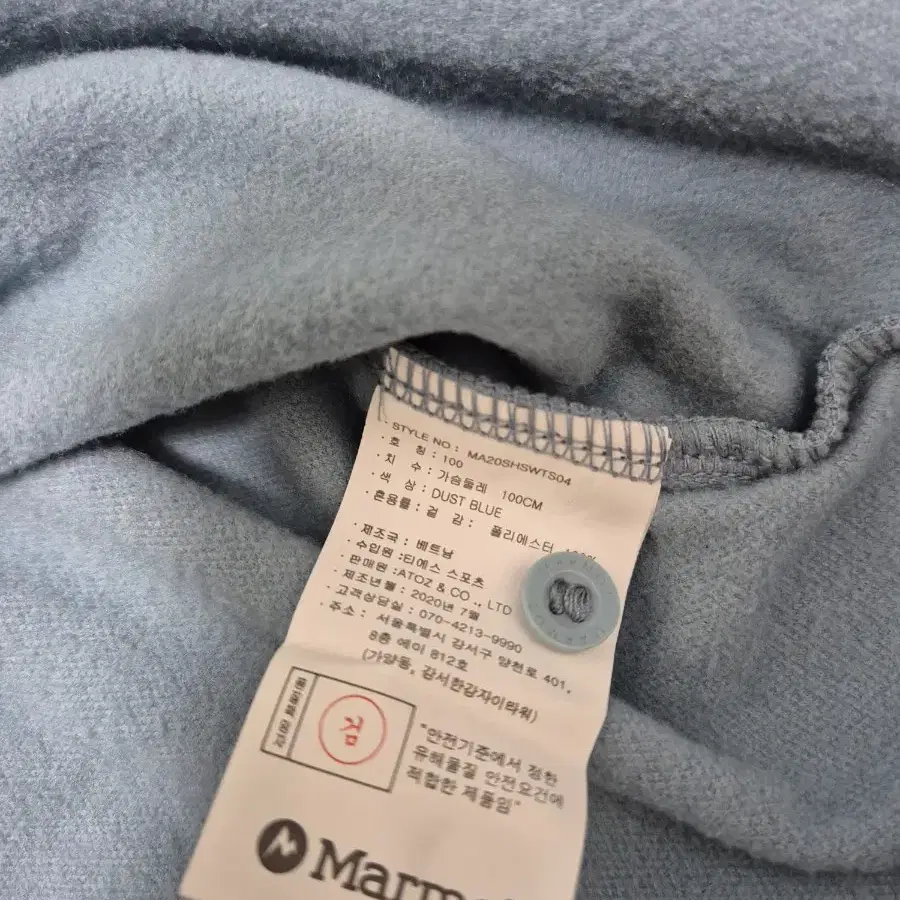 STYLE NO : MA20SHSWTS04
· 호 칭 : 100
· 치 수 : 가슴둘레 100CM
· 색 상 : DUST BLUE
· 혼용률 : 겉 감 : 폴리에스터
· 제조국 : 베트남
· 수입원 :티에스 스포츠
· 판매원 :ATOZ & CO ., LTD
· 제조년월 : 2020년 7월
· 고객상담실 : 070-4213-9990
· 주소 : 서울특별시 강서구 양천로 401,
8층 에이 812호
(가양동, 강서한강자이타워)
검
"안전기준에서 정한
유해물질 안전요건에
적합한 제품임"